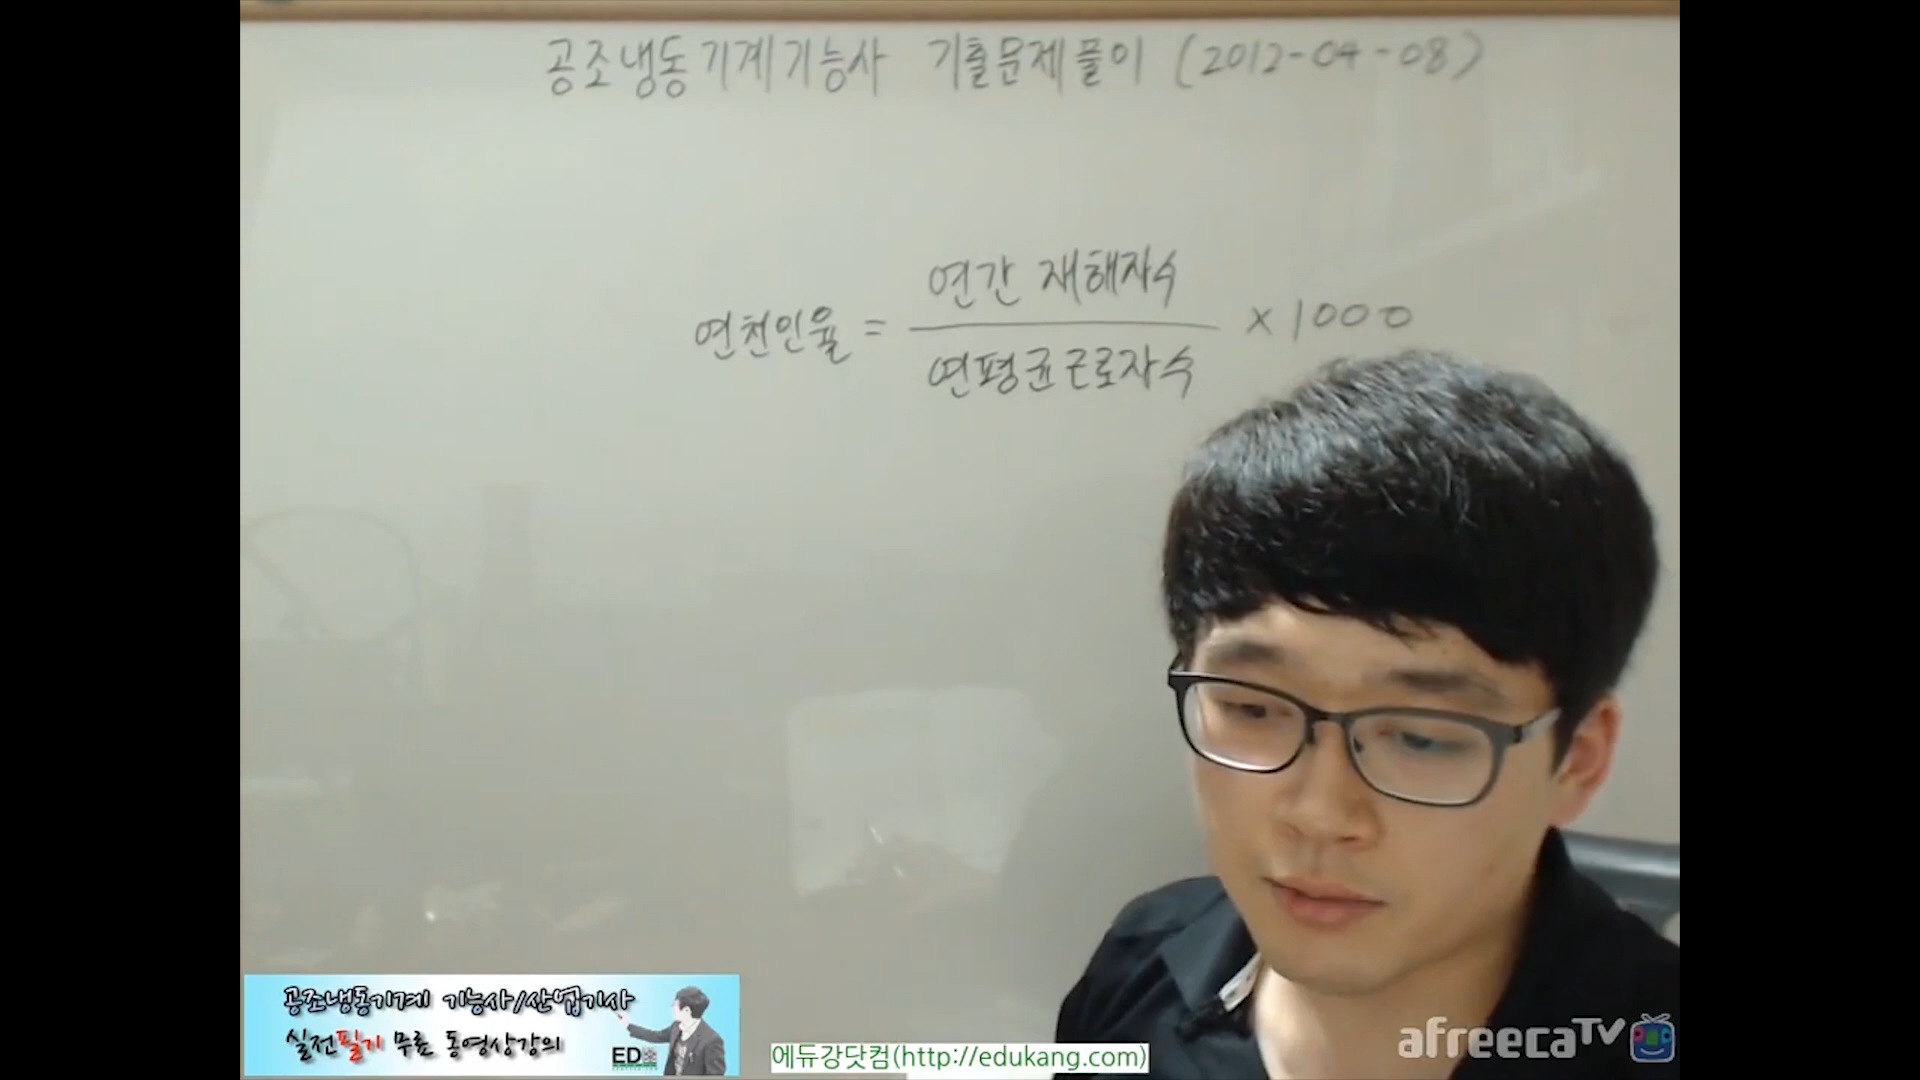 공조냉동기계기능사 기출문제풀이 (2012-04-08)
연천인율 = 연간 재해자수 / 연평균근로자수 × 1000
공조냉동기계 기능사/산업기사
실전필기 무료 동영상강의
에듀강닷컴(http://edukang.com)
afreecaTV